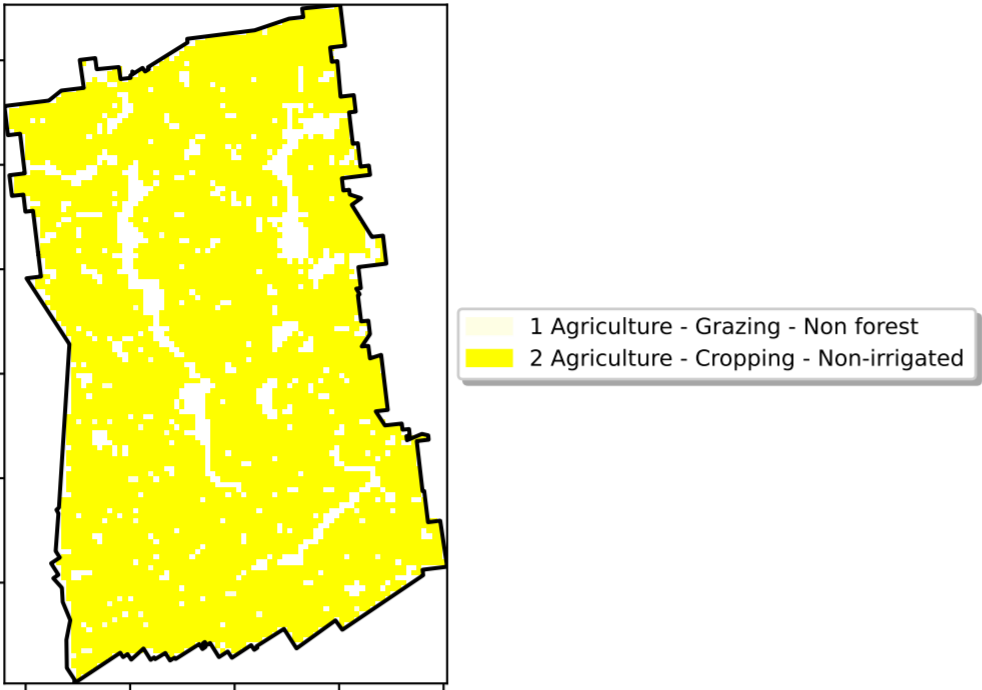 1 Agriculture - Grazing - Non forest
2 Agriculture - Cropping - Non-irrigated